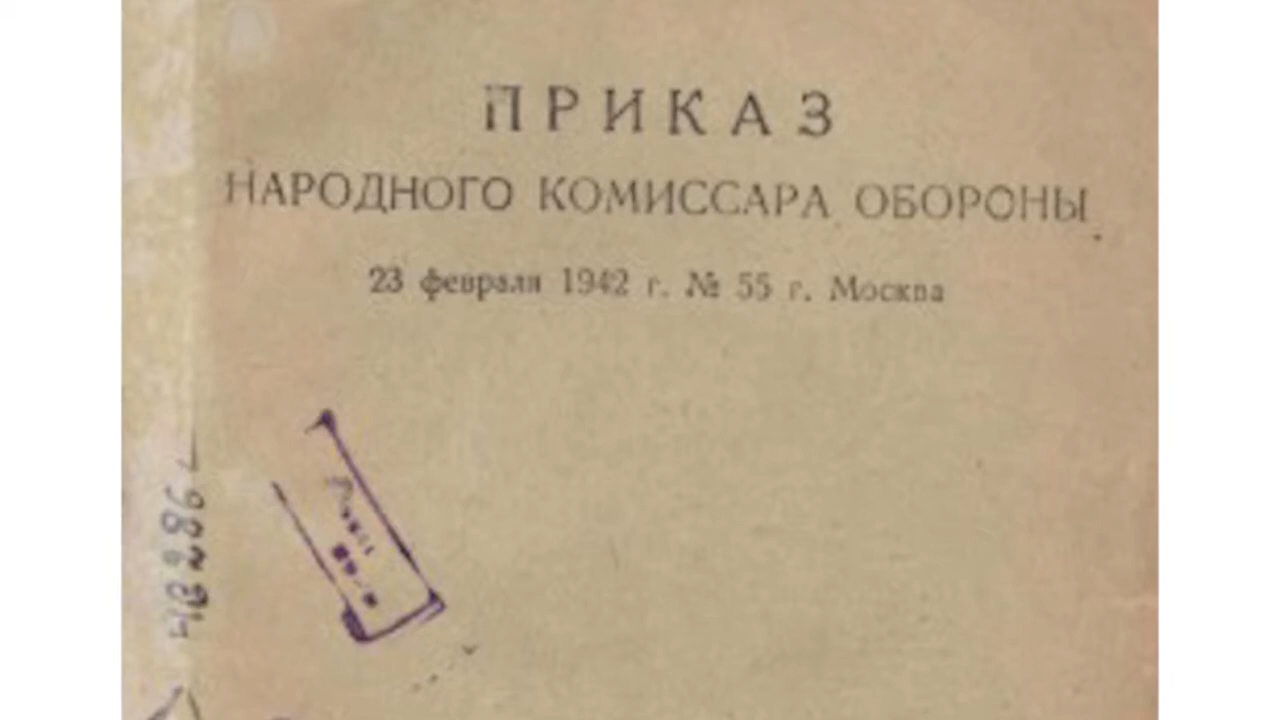 ПРИКАЗ
НАРОДНОГО КОМИССАРА ОБОРОНЫ
23 февраля 1942 г. № 55 г. Москва